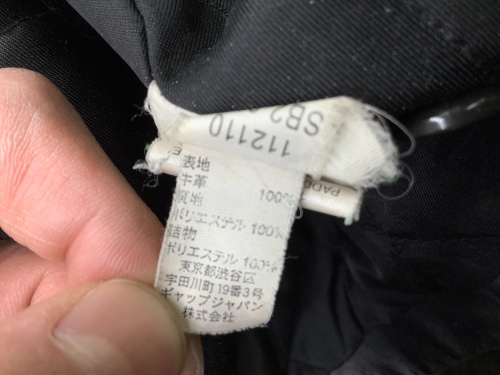 112110
SB2
表地
牛革 100%
裏地
ポリエステル 100%
詰物
ポリエステル 100%
東京都渋谷区
宇田川町19番3号
ギャップジャパン
株式会社